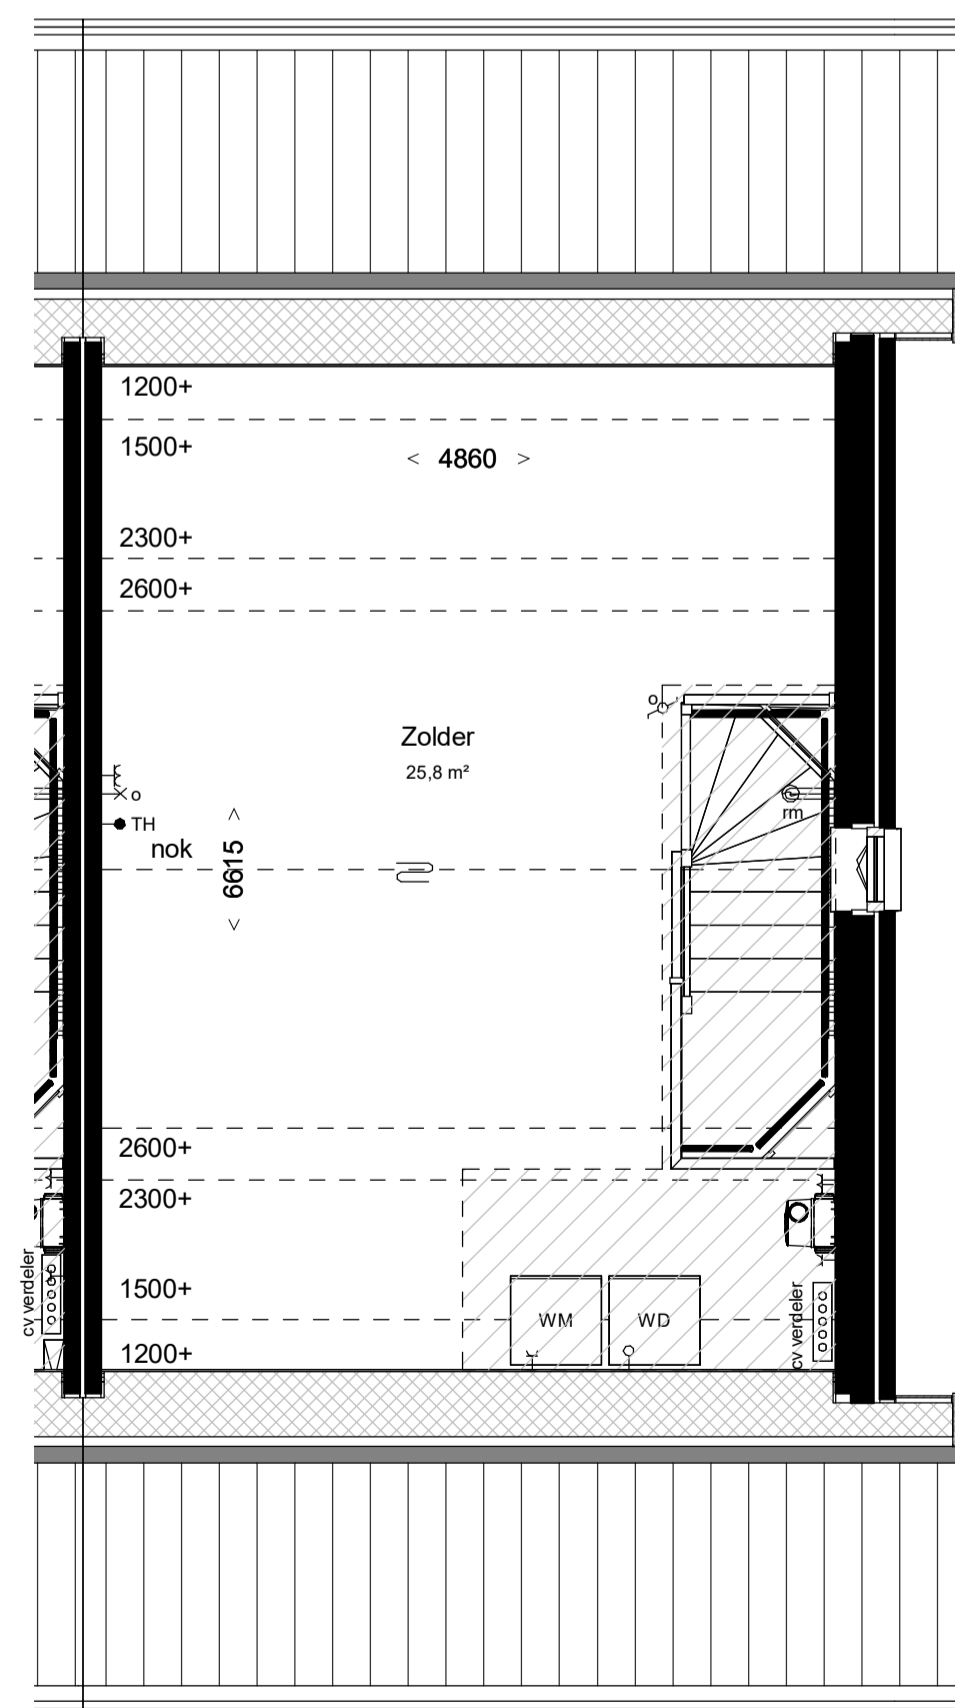 1200+
1500+
< 4860 >
2300+
2600+
o
Zolder
25,8 m²
o
TH
rm
nok
< 6615 >
2600+
2300+
1500+
cv verdeler
cv verdeler
WM
WD
1200+